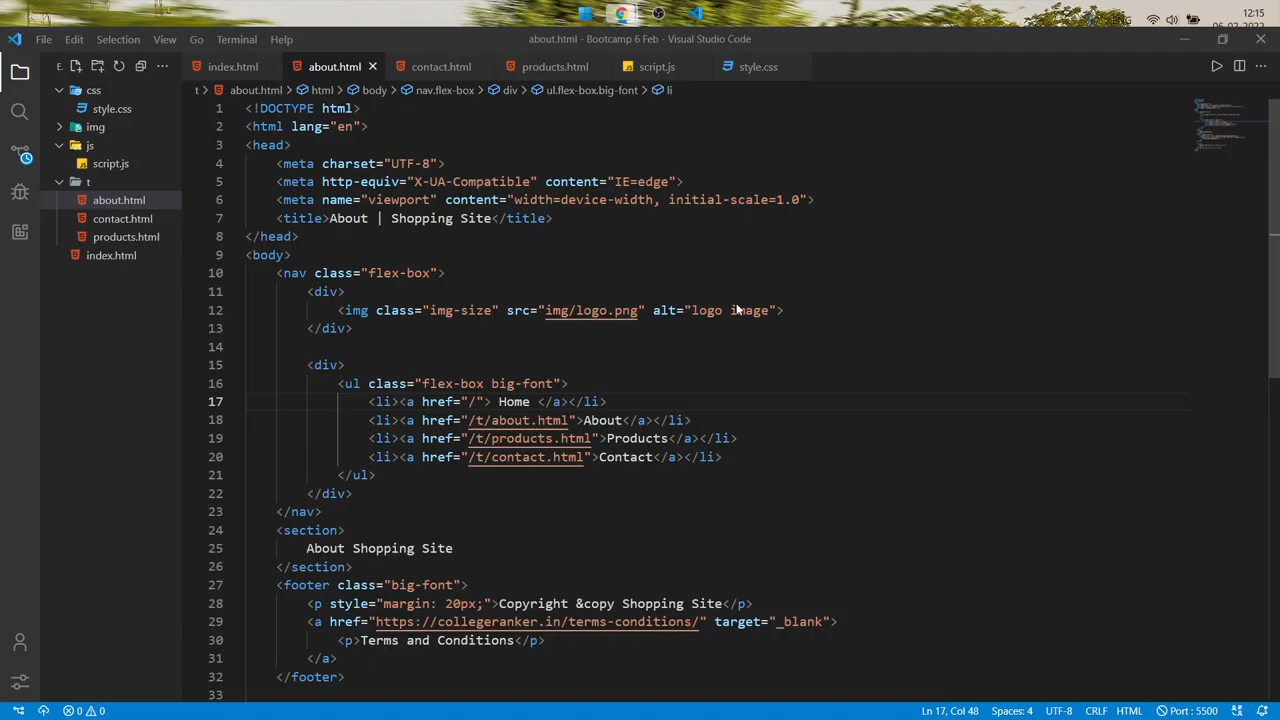 12:15
ENG
06-02-2022
File Edit Selection View Go Terminal Help
about.html - Bootcamp 6 Feb - Visual Studio Code
E
index.html about.html contact.html products.html script.js style.css
t > about.html > html > body > nav.flex-box > div > ul.flex-box.big-font > li
css
style.css
img
js
script.js
t
about.html
contact.html
products.html
index.html
1 <!DOCTYPE html>
2 <html lang="en">
3 <head>
4 <meta charset="UTF-8">
5 <meta http-equiv="X-UA-Compatible" content="IE=edge">
6 <meta name="viewport" content="width=device-width, initial-scale=1.0">
7 <title>About | Shopping Site</title>
8 </head>
9 <body>
10 <nav class="flex-box">
11 <div>
12 <img class="img-size" src="img/logo.png" alt="logo image">
13 </div>
14
15 <div>
16 <ul class="flex-box big-font">
17 <li><a href="/"> Home </a></li>
18 <li><a href="/t/about.html">About</a></li>
19 <li><a href="/t/products.html">Products</a></li>
20 <li><a href="/t/contact.html">Contact</a></li>
21 </ul>
22 </div>
23 </nav>
24 <section>
25 About Shopping Site
26 </section>
27 <footer class="big-font">
28 <p style="margin: 20px;">Copyright &copy Shopping Site</p>
29 <a href="https://collegeranker.in/terms-conditions/" target="_blank">
30 <p>Terms and Conditions</p>
31 </a>
32 </footer>
33
0 0 Ln 17, Col 48 Spaces: 4 UTF-8 CRLF HTML Port : 5500